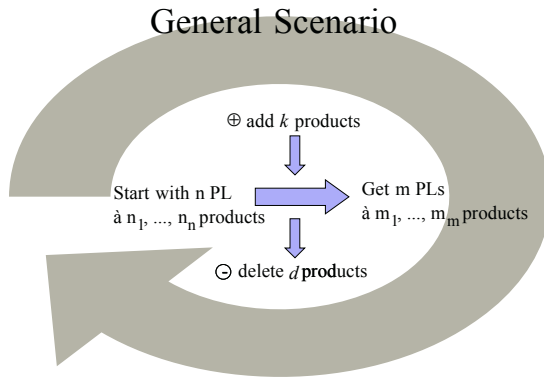 General Scenario
⊕ add k products
Start with n PL
à n1, ..., nn products
Get m PLs
à m1, ..., mm products
⊖ delete d products